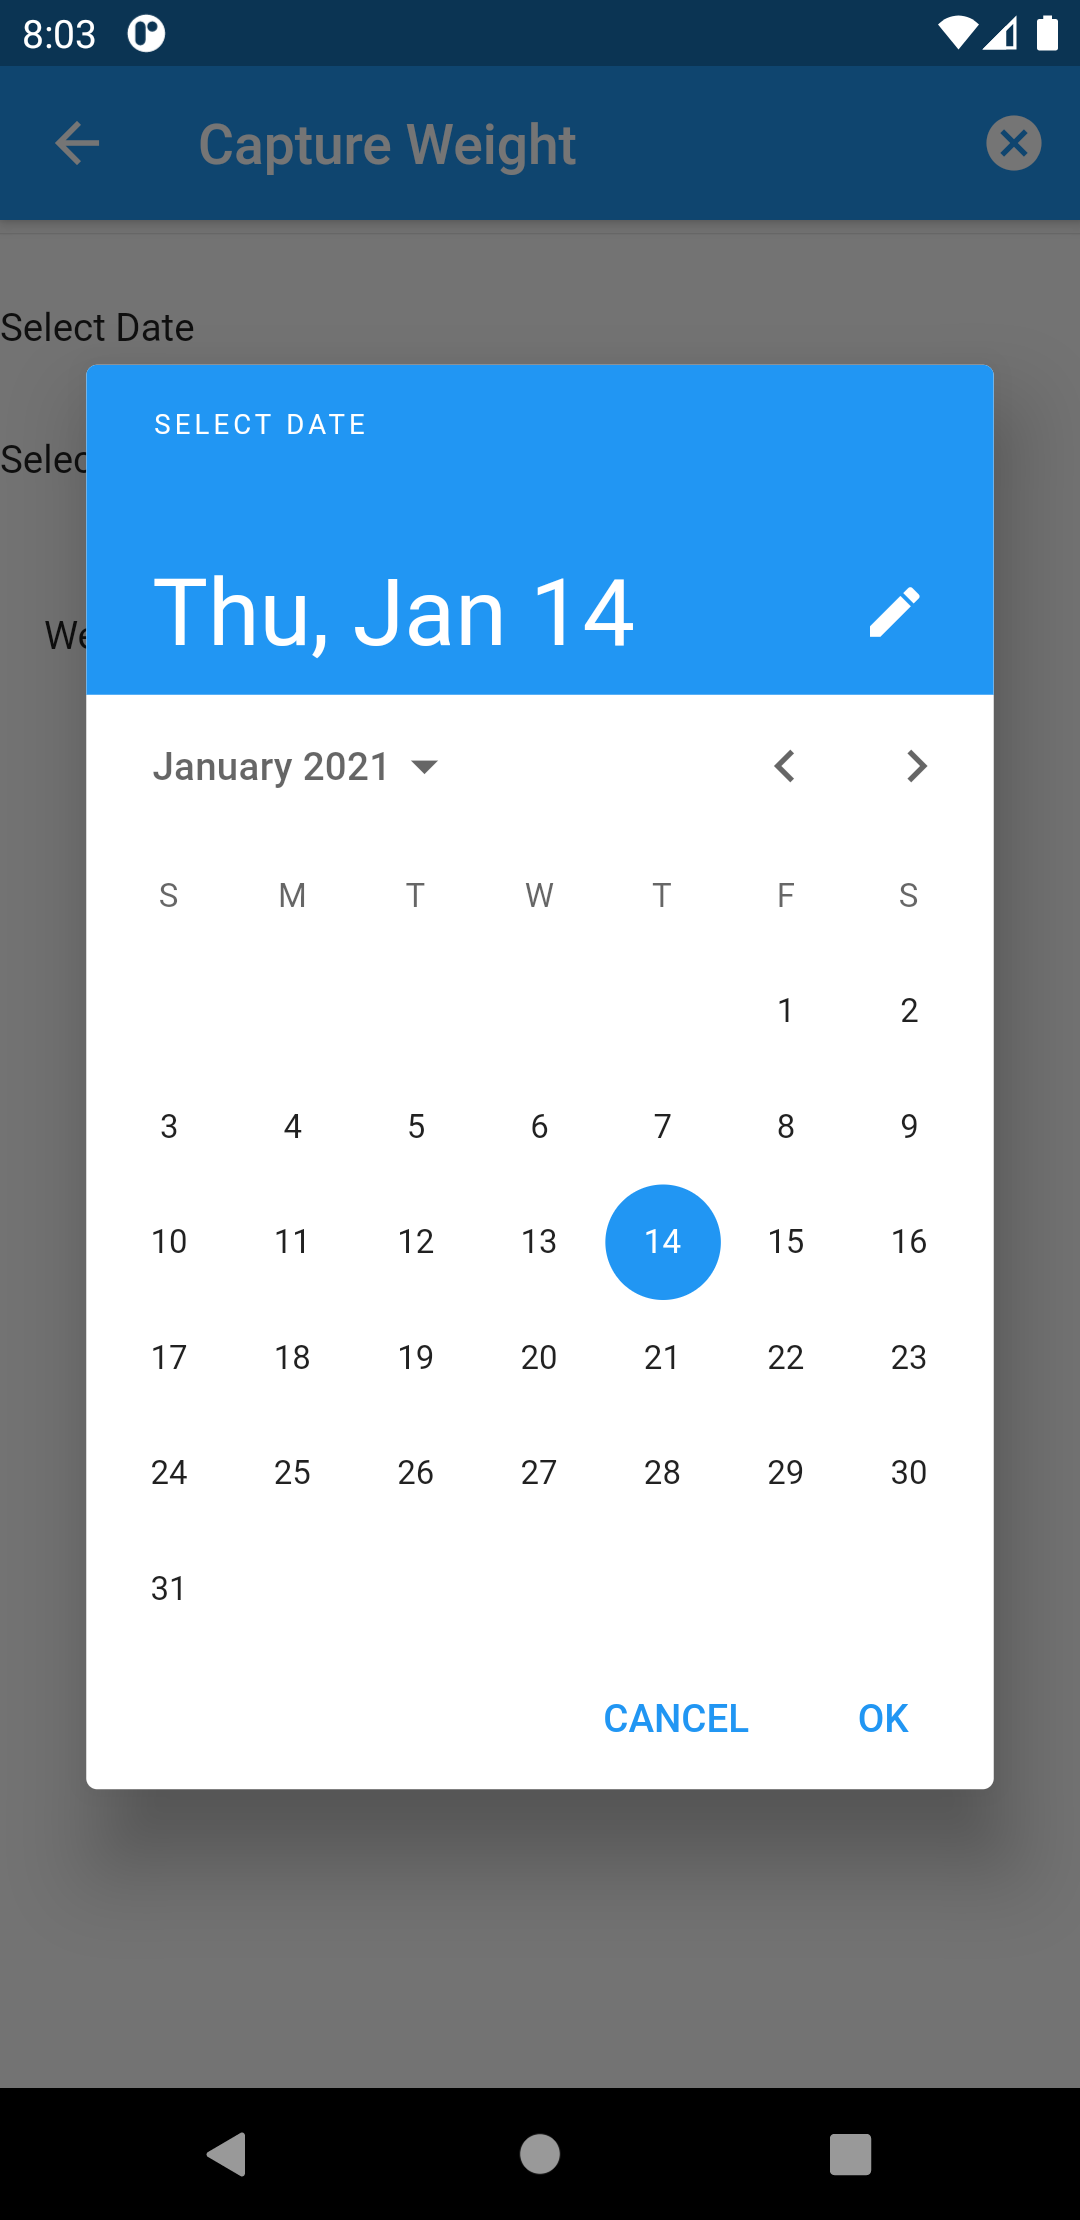 8:03
Capture Weight
Select Date
SELECT DATE
Thu, Jan 14
January 2021
S M T W T F S
1 2
3 4 5 6 7 8 9
10 11 12 13 14 15 16
17 18 19 20 21 22 23
24 25 26 27 28 29 30
31
CANCEL OK